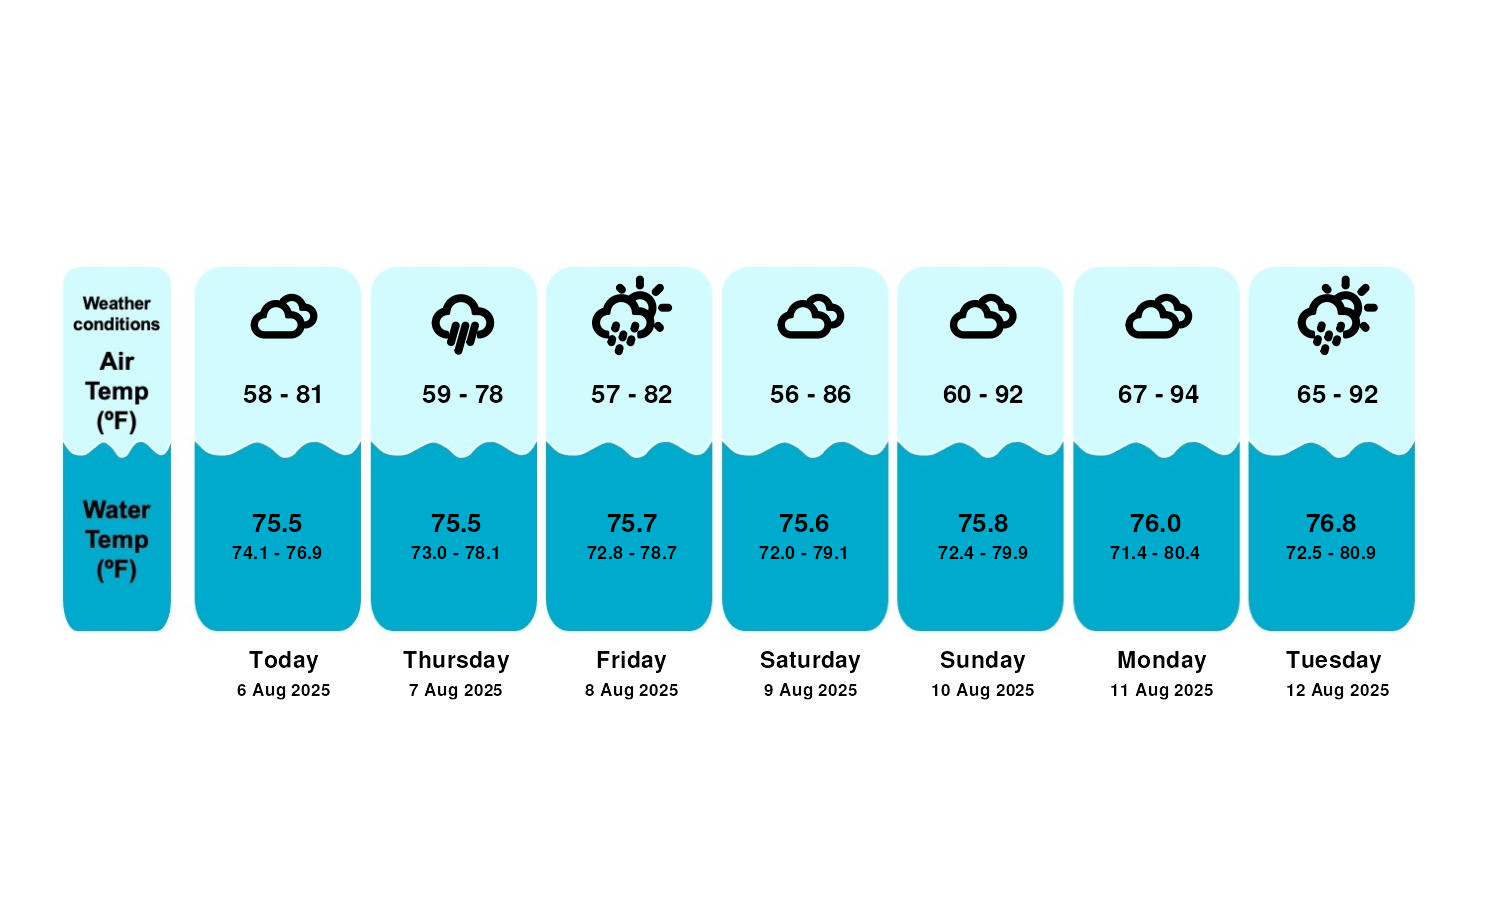 Weather
conditions
Air
Temp
(ºF)
Water
Temp
(ºF)
58 - 81
75.5
74.1 - 76.9
Today
6 Aug 2025
59 - 78
75.5
73.0 - 78.1
Thursday
7 Aug 2025
57 - 82
75.7
72.8 - 78.7
Friday
8 Aug 2025
56 - 86
75.6
72.0 - 79.1
Saturday
9 Aug 2025
60 - 92
75.8
72.4 - 79.9
Sunday
10 Aug 2025
67 - 94
76.0
71.4 - 80.4
Monday
11 Aug 2025
65 - 92
76.8
72.5 - 80.9
Tuesday
12 Aug 2025